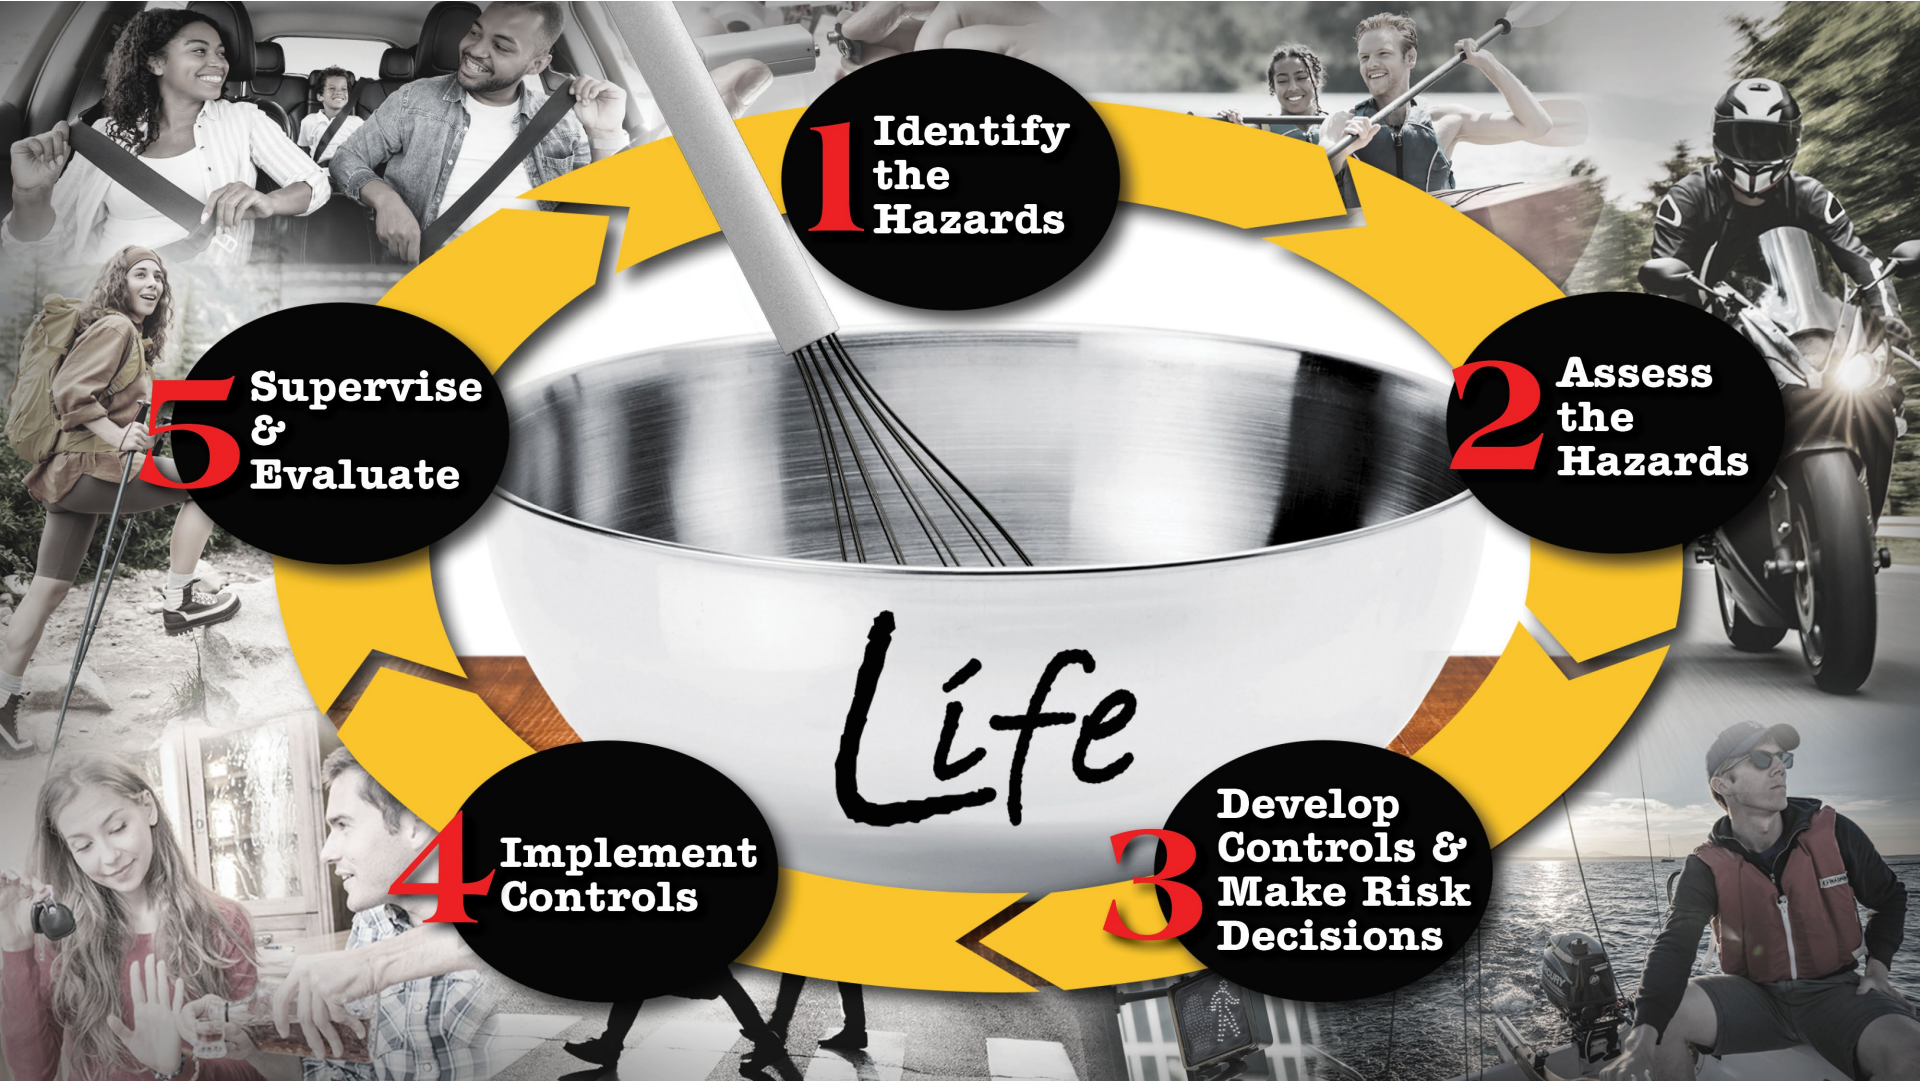 1
Identify
the
Hazards
2
Assess
the
Hazards
3
Develop
Controls &
Make Risk
Decisions
4
Implement
Controls
5
Supervise
&
Evaluate
Life
MERCURY